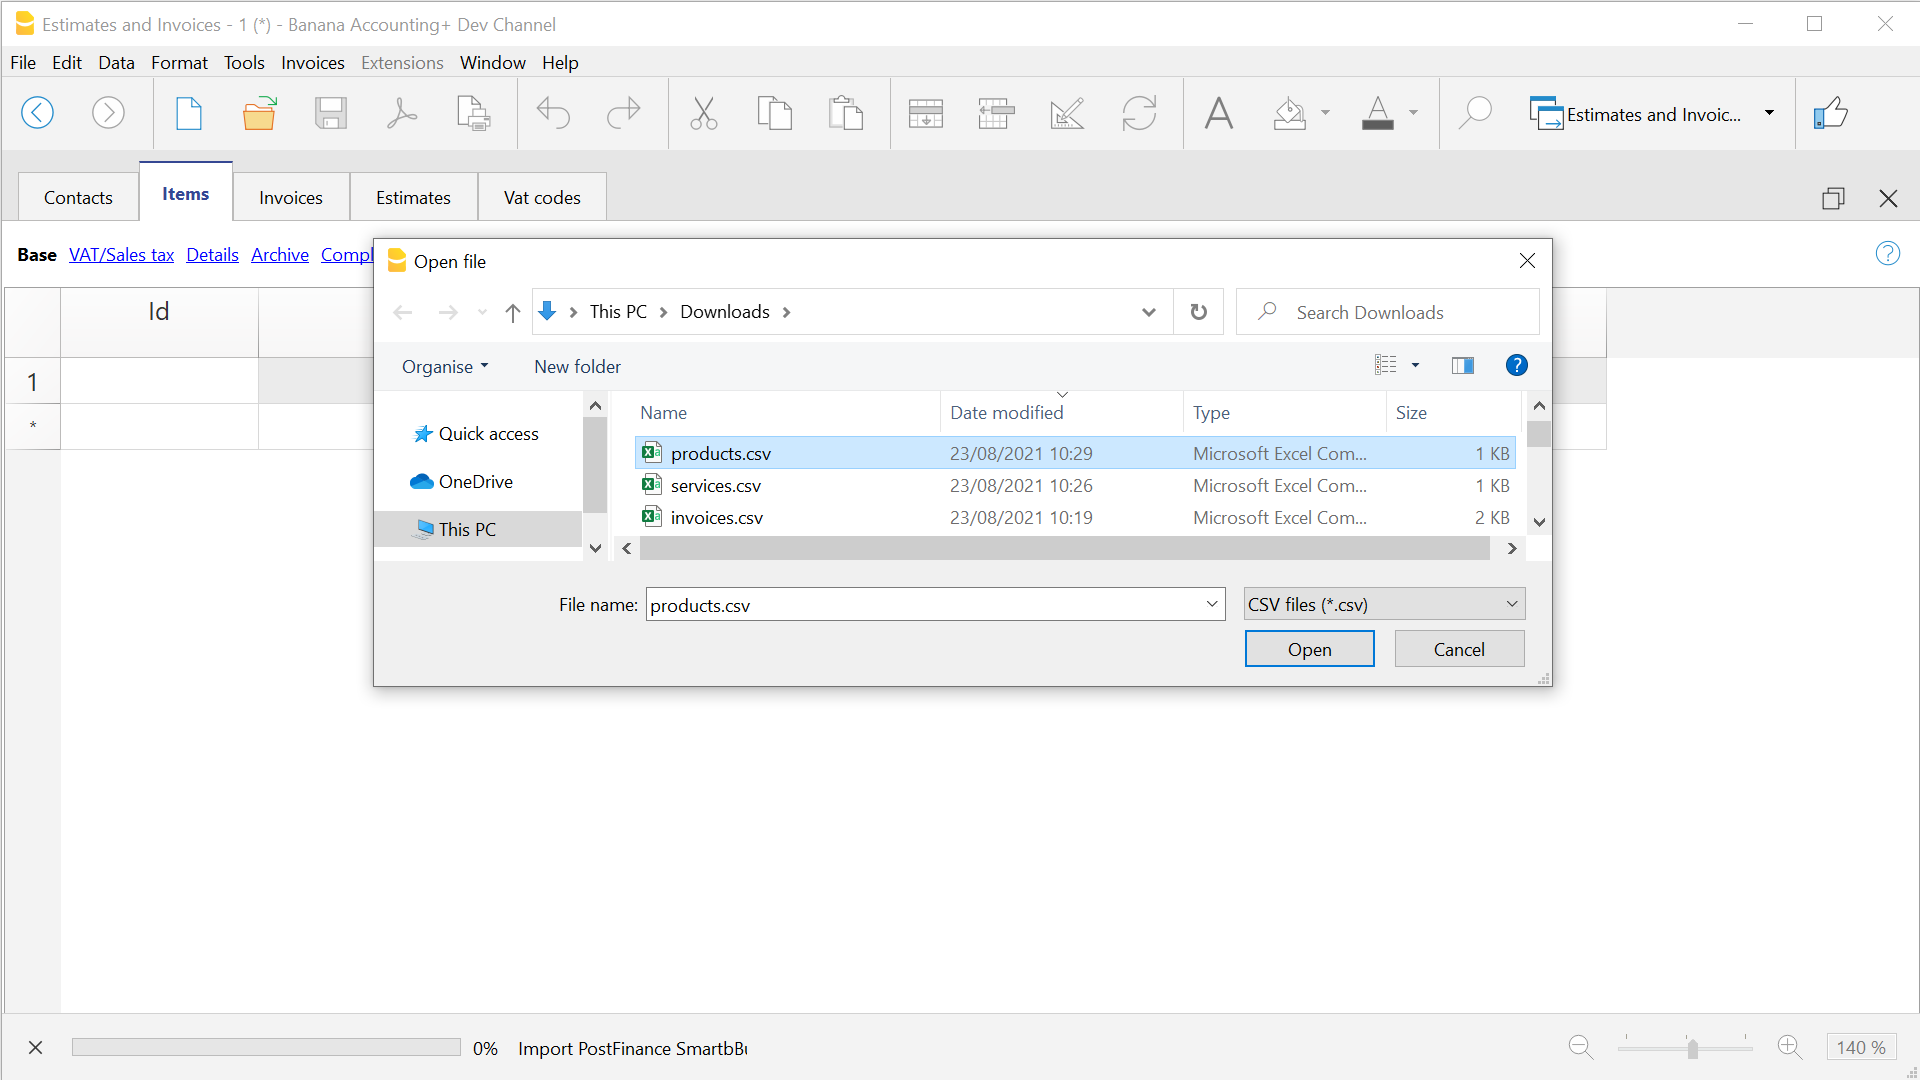 Estimates and Invoices - 1 (*) - Banana Accounting+ Dev Channel
File Edit Data Format Tools Invoices Extensions Window Help
Estimates and Invoic...
Contacts Items Invoices Estimates Vat codes
Base VAT/Sales tax Details Archive Compl
Id
1
*
Open file
This PC Downloads
Search Downloads
Organise New folder
Quick access
OneDrive
This PC
Name Date modified Type Size
products.csv 23/08/2021 10:29 Microsoft Excel Com... 1 KB
services.csv 23/08/2021 10:26 Microsoft Excel Com... 1 KB
invoices.csv 23/08/2021 10:19 Microsoft Excel Com... 2 KB
File name: products.csv CSV files (*.csv)
Open Cancel
0% Import PostFinance SmartbBu
140 %